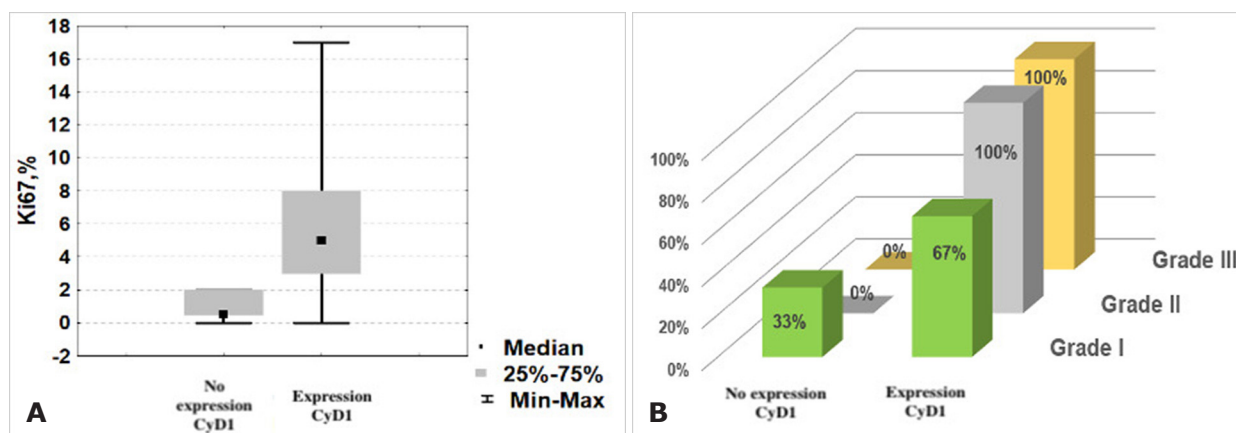 18
16
14
12
10
8
6
4
2
0
-2
Ki67,%
No
expression
CyD1
Expression
CyD1
Median
25%-75%
Min-Max
A
100%
80%
60%
40%
20%
0%
33%
0%
0%
67%
100%
100%
Grade III
Grade II
Grade I
No expression
CyD1
Expression
CyD1
B